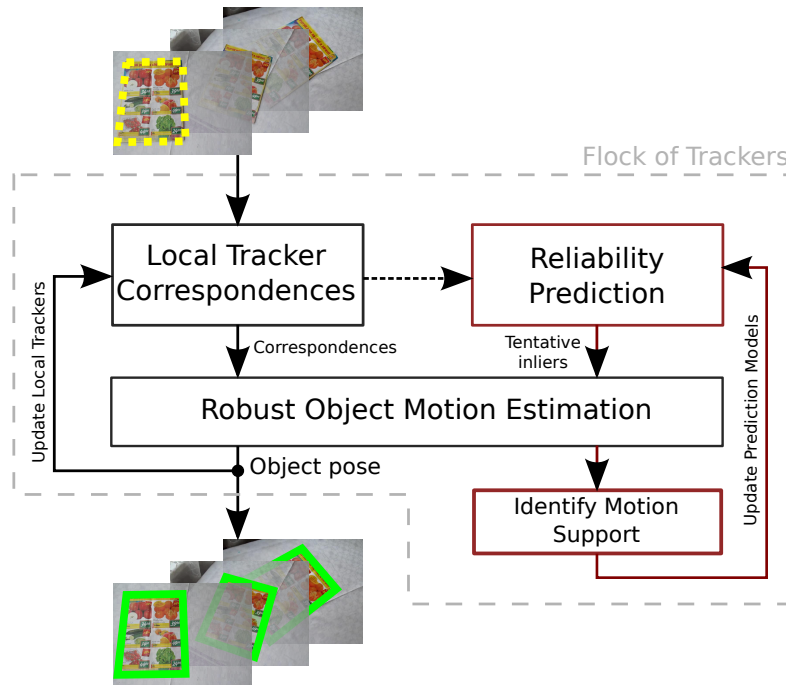 Flock of Trackers
Local Tracker
Correspondences
Reliability
Prediction
Update Local Trackers
Correspondences
Tentative
inliers
Update Prediction Models
Robust Object Motion Estimation
Object pose
Identify Motion
Support